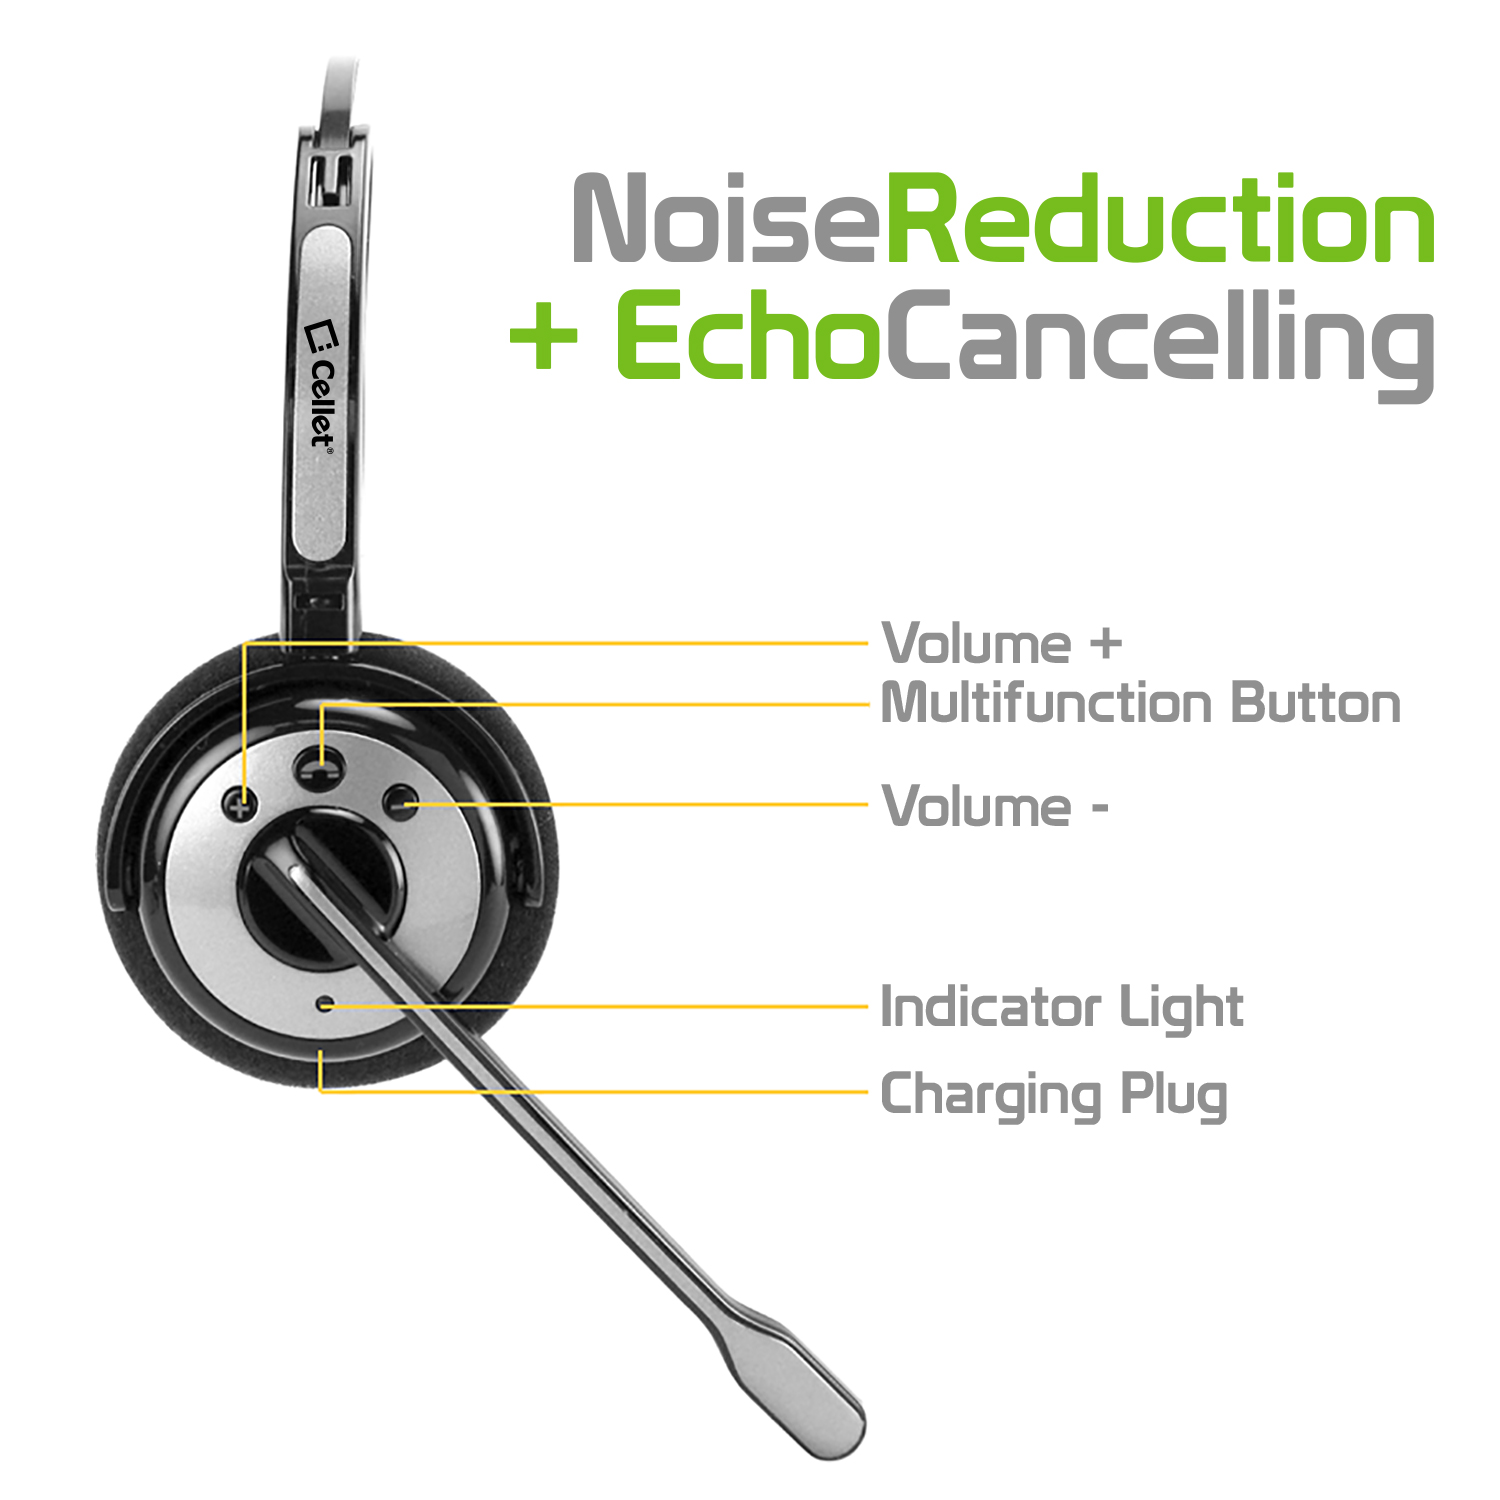 NoiseReduction
+ EchoCancelling
Cellet®
Volume +
Multifunction Button
Volume -
Indicator Light
Charging Plug